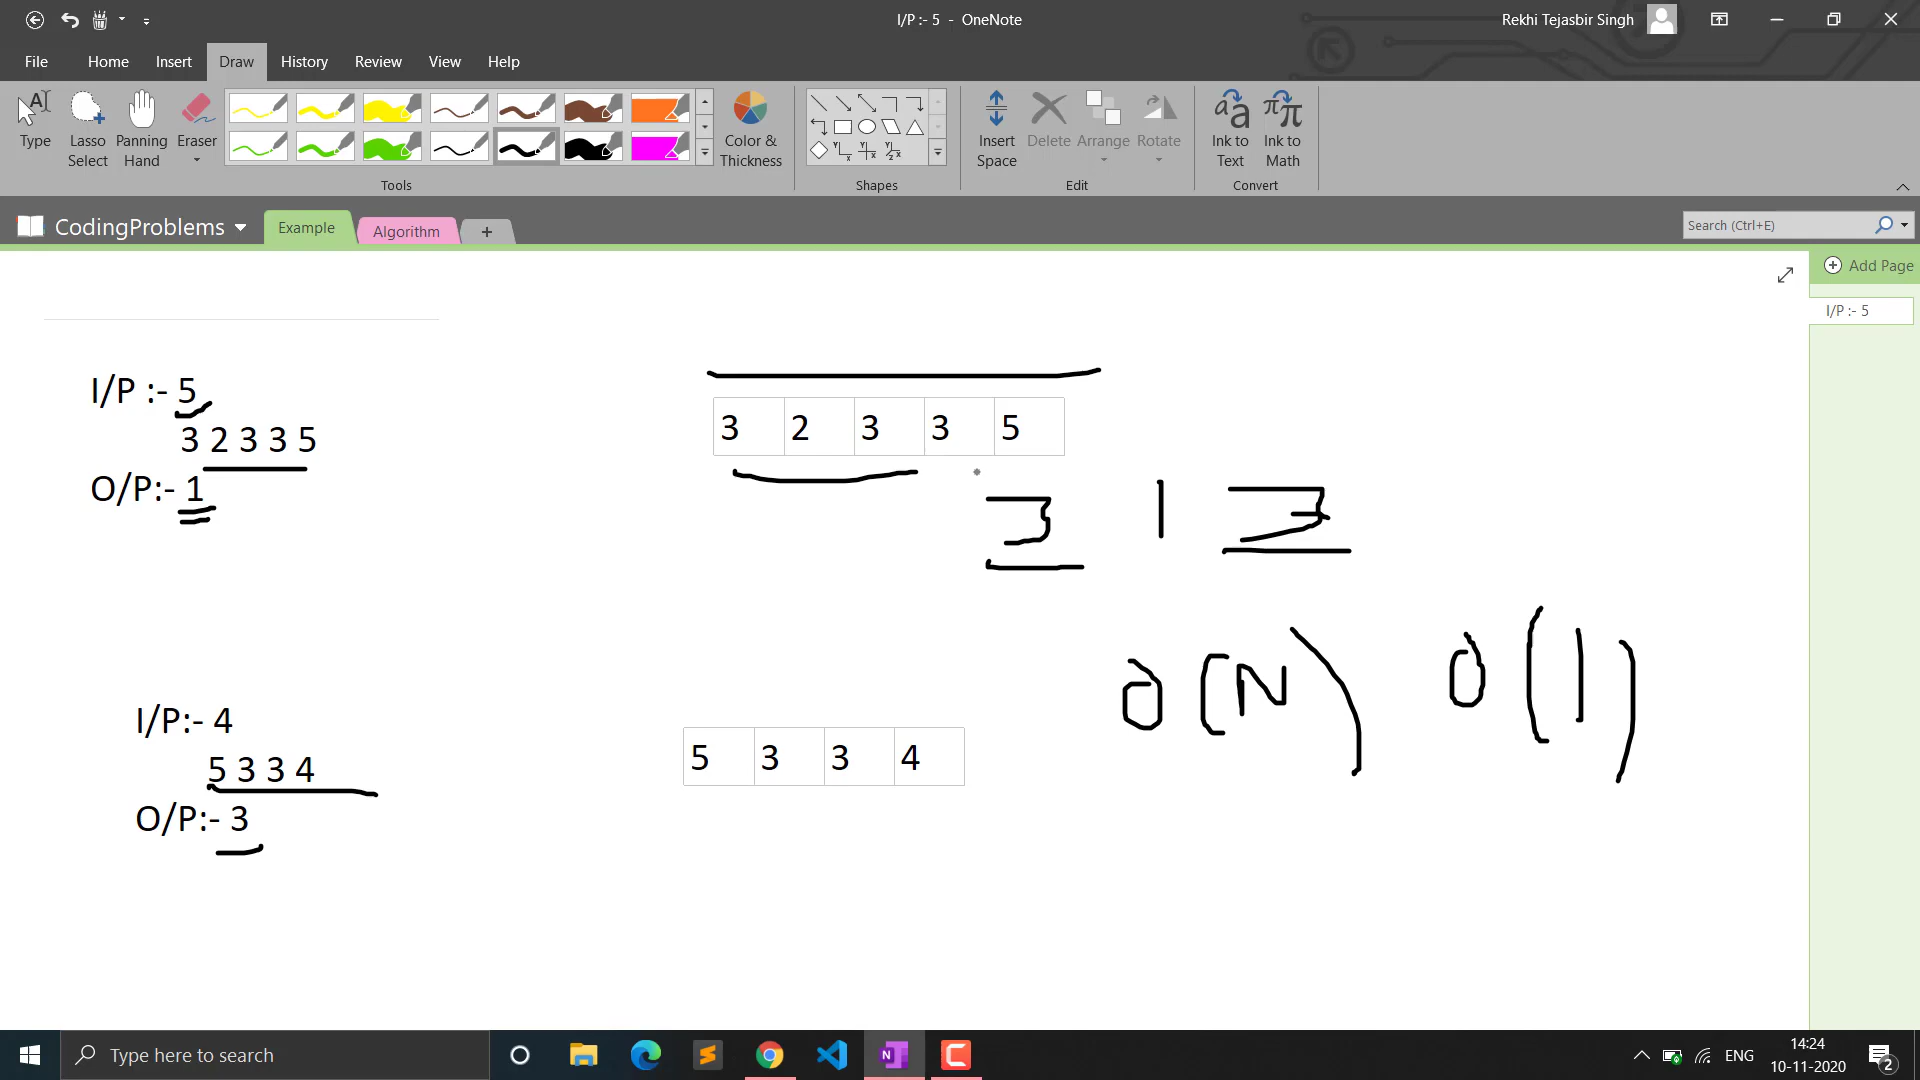 I/P :- 5 - OneNote
Rekhi Tejasbir Singh
File Home Insert Draw History Review View Help
Type
Lasso Select
Panning Hand
Eraser
Color & Thickness
Insert Space
Delete
Arrange
Rotate
Ink to Text
Ink to Math
Tools
Shapes
Edit
Convert
CodingProblems
Example
Algorithm
Search (Ctrl+E)
Add Page
I/P :- 5
I/P :- 5
3 2 3 3 5
O/P:- 1
3 2 3 3 5
3 1 3
O(N) O(1)
I/P:- 4
5 3 3 4
O/P:- 3
5 3 3 4
Type here to search
ENG
14:24
10-11-2020
2